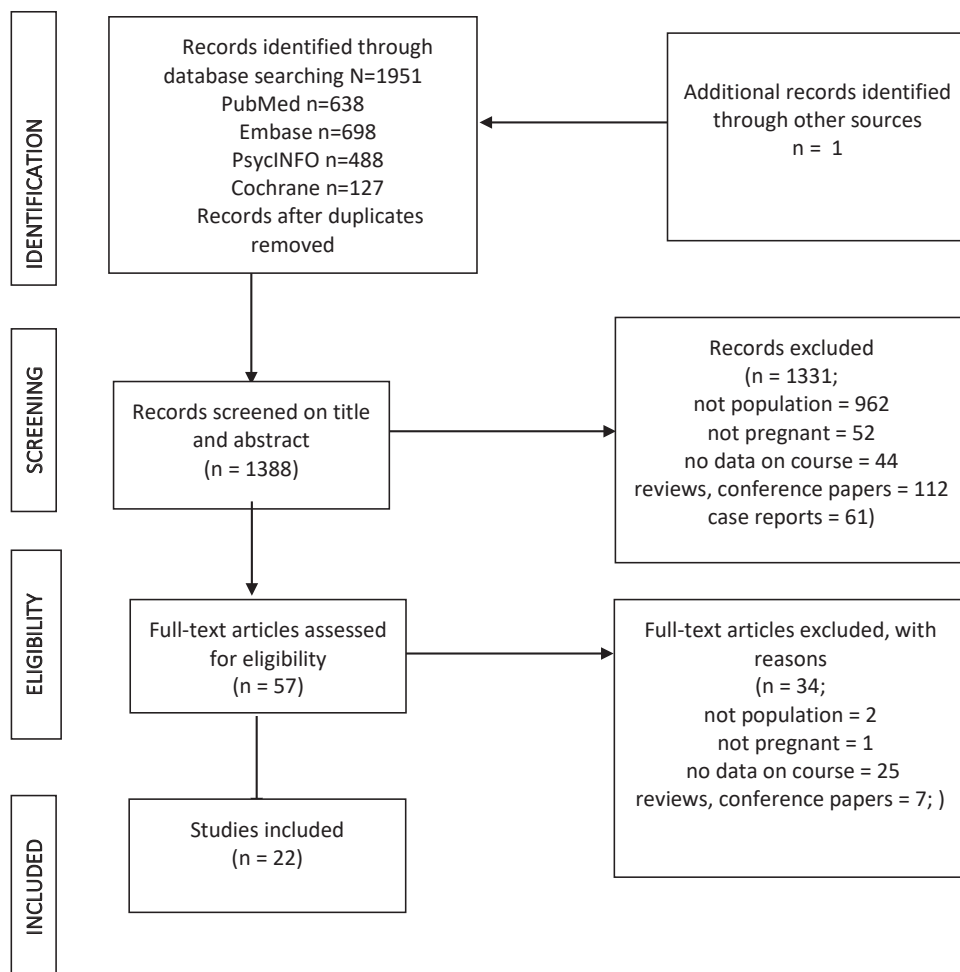 IDENTIFICATION
Records identified through
database searching N=1951
PubMed n=638
Embase n=698
PsycINFO n=488
Cochrane n=127
Records after duplicates
removed
Additional records identified
through other sources
n = 1
SCREENING
Records screened on title
and abstract
(n = 1388)
Records excluded
(n = 1331;
not population = 962
not pregnant = 52
no data on course = 44
reviews, conference papers = 112
case reports = 61)
ELIGIBILITY
Full-text articles assessed
for eligibility
(n = 57)
Full-text articles excluded, with
reasons
(n = 34;
not population = 2
not pregnant = 1
no data on course = 25
reviews, conference papers = 7; )
INCLUDED
Studies included
(n = 22)